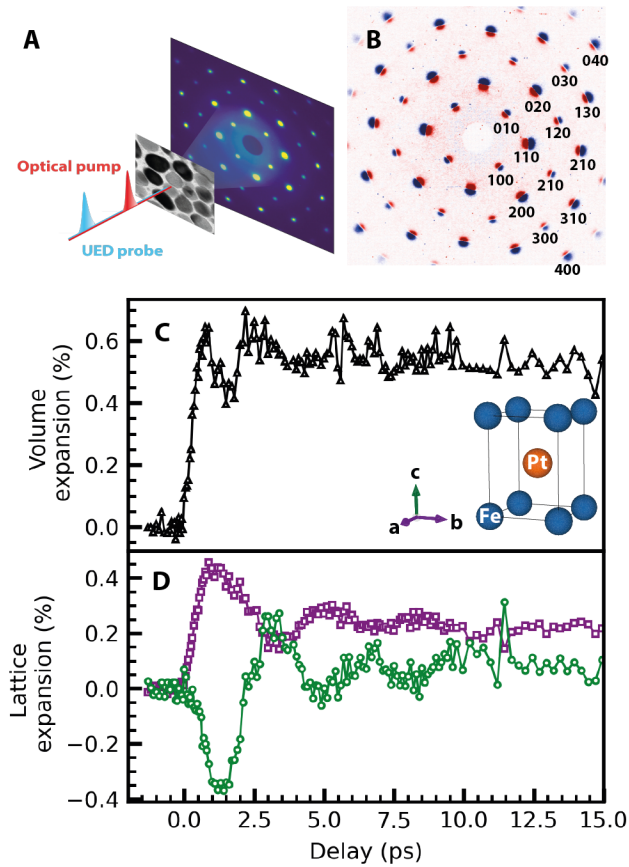 A
Optical pump
UED probe
B
040
030
130
020
010
120
110
210
100
210
200
310
300
400
C
Volume
expansion (%)
0.6
0.4
0.2
0.0
Pt
Fe
c
a
b
D
Lattice
expansion (%)
0.4
0.2
0.0
−0.2
−0.4
0.0
2.5
5.0
7.5
10.0
12.5
15.0
Delay (ps)